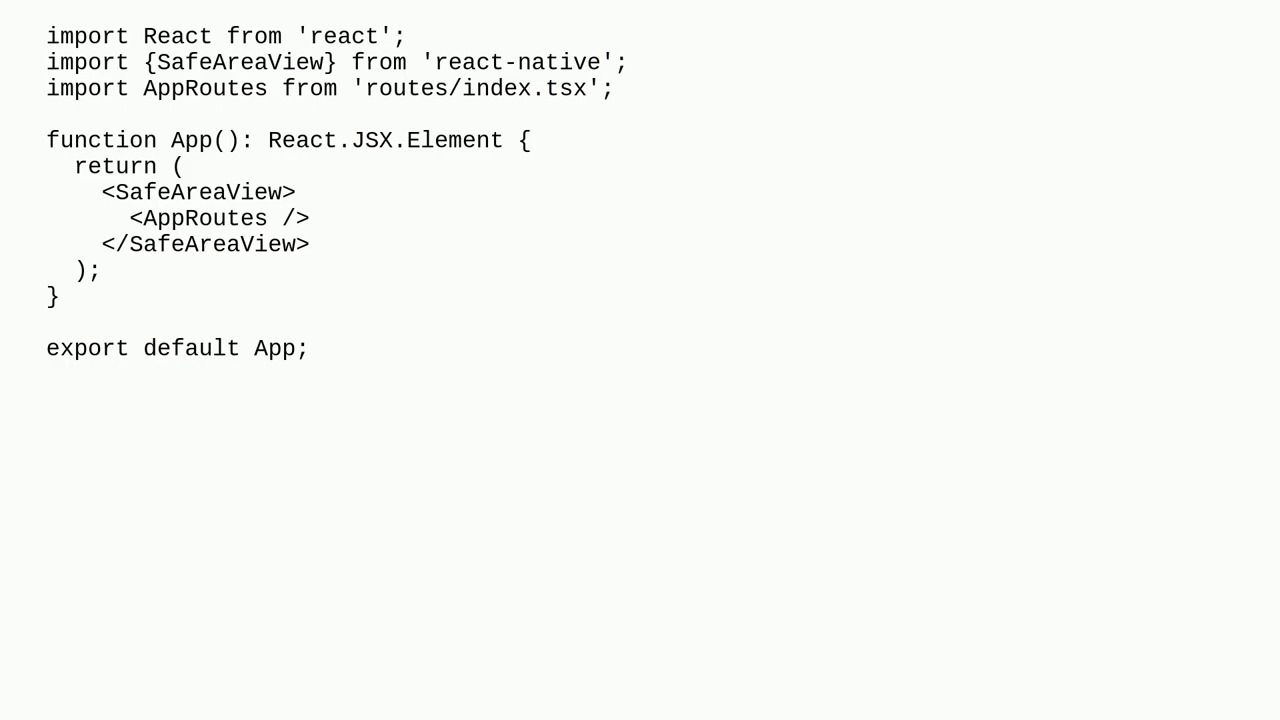 import React from 'react';
import {SafeAreaView} from 'react-native';
import AppRoutes from 'routes/index.tsx';

function App(): React.JSX.Element {
  return (
    <SafeAreaView>
      <AppRoutes />
    </SafeAreaView>
  );
}

export default App;